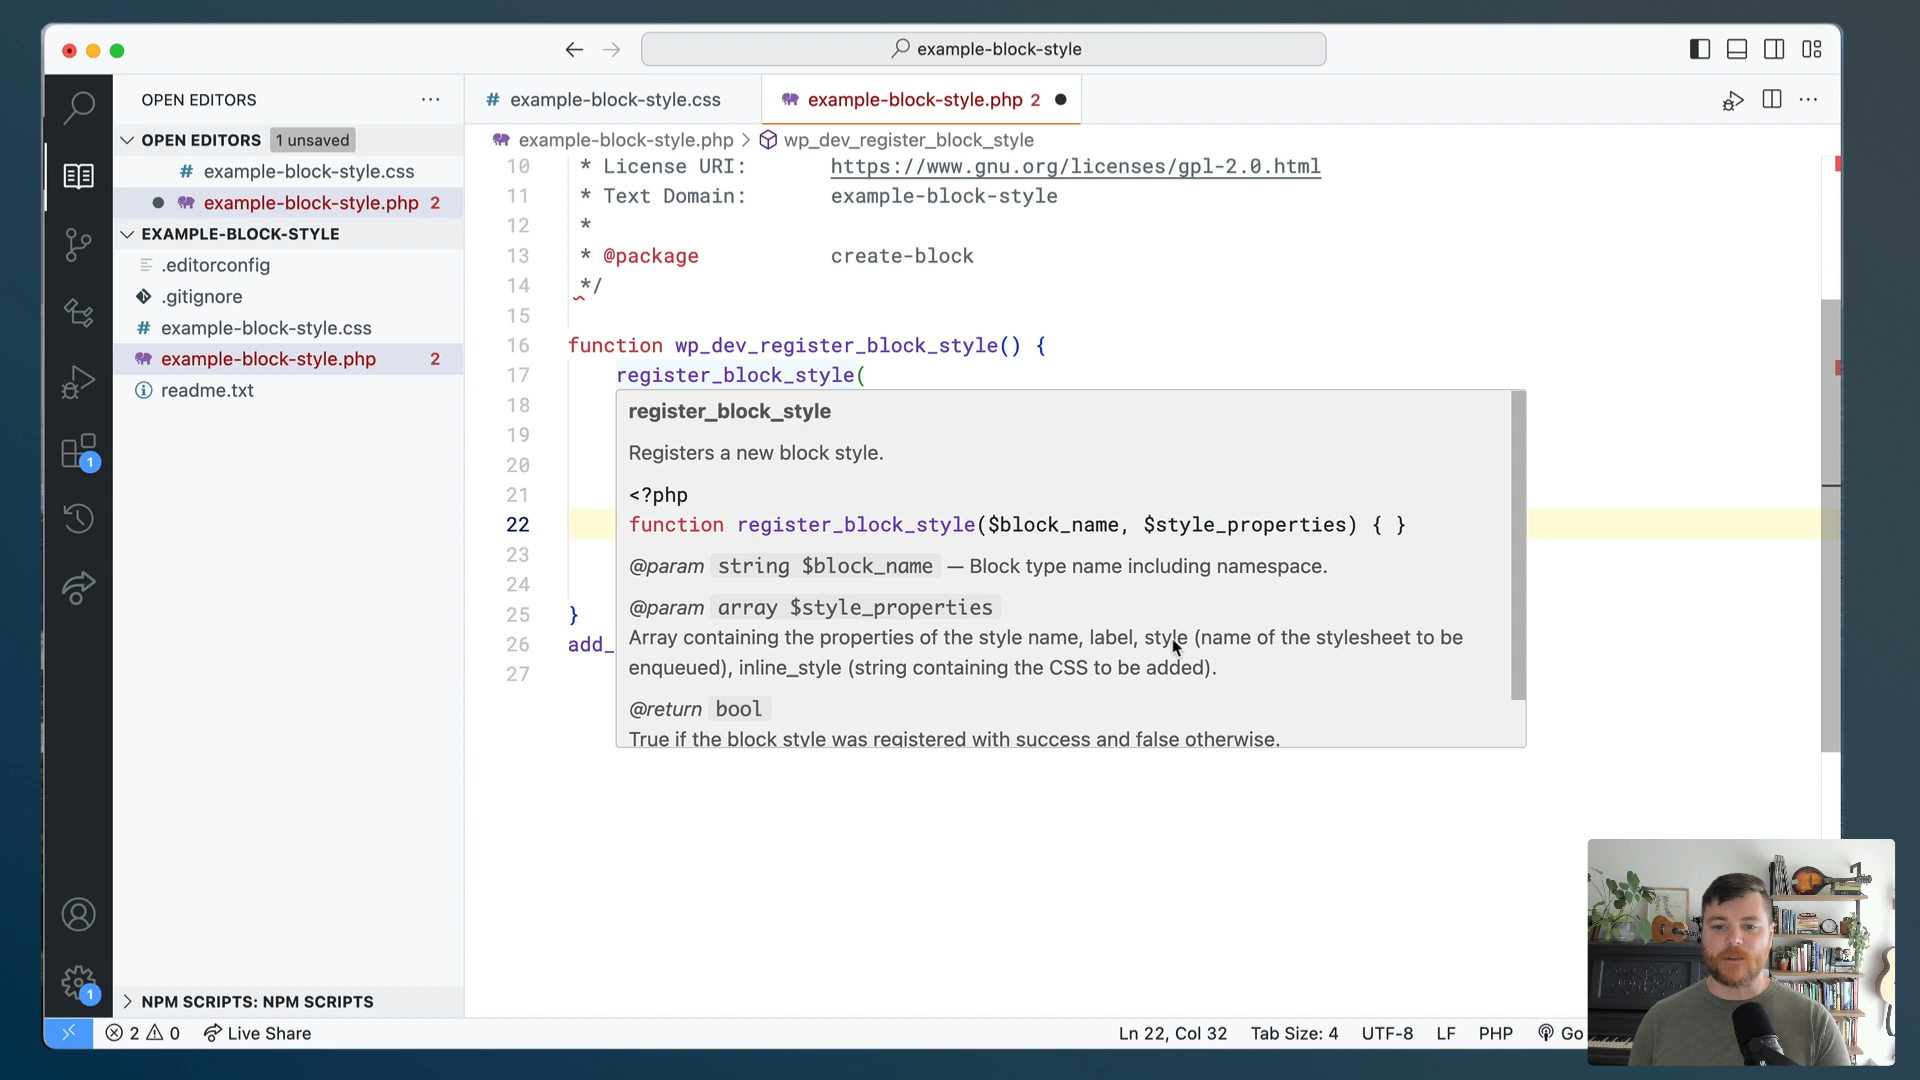 example-block-style
OPEN EDITORS
OPEN EDITORS 1 unsaved
# example-block-style.css
example-block-style.php 2
EXAMPLE-BLOCK-STYLE
.editorconfig
.gitignore
# example-block-style.css
example-block-style.php 2
readme.txt
NPM SCRIPTS: NPM SCRIPTS
1
1
# example-block-style.css
example-block-style.php 2
example-block-style.php > wp_dev_register_block_style
10 * License URI: https://www.gnu.org/licenses/gpl-2.0.html
11 * Text Domain: example-block-style
12 *
13 * @package create-block
14 */
15
16 function wp_dev_register_block_style() {
17 register_block_style(
18
19
20
21
22
23
24
25 }
26 add_
27
register_block_style
Registers a new block style.
<?php
function register_block_style($block_name, $style_properties) { }
@param string $block_name — Block type name including namespace.
@param array $style_properties
Array containing the properties of the style name, label, style (name of the stylesheet to be
enqueued), inline_style (string containing the CSS to be added).
@return bool
True if the block style was registered with success and false otherwise.
2 0 Live Share
Ln 22, Col 32 Tab Size: 4 UTF-8 LF PHP Go